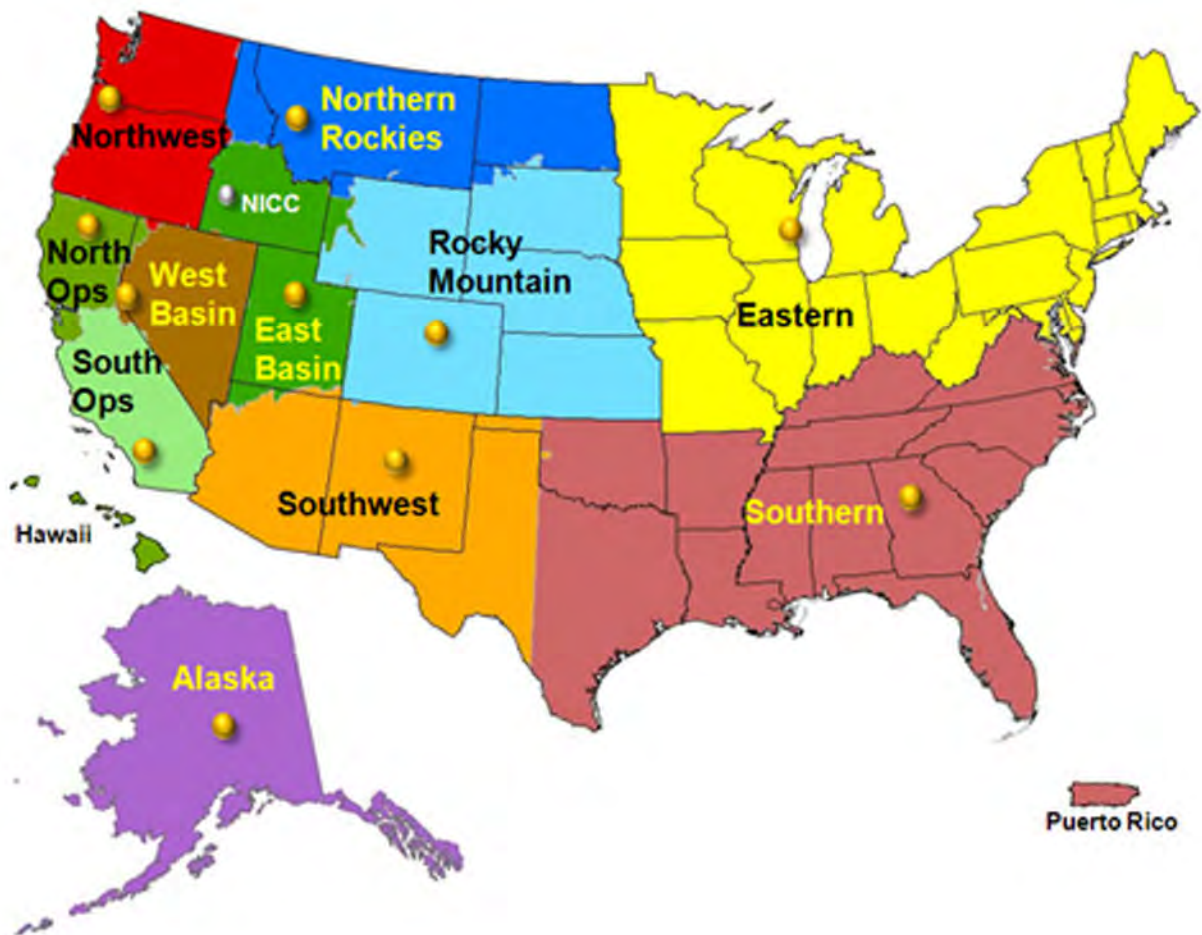 Northern
Rockies
Northwest
NICC
North
Ops
West
Basin
Rocky
Mountain
East
Basin
Eastern
South
Ops
Southwest
Southern
Hawaii
Alaska
Puerto Rico